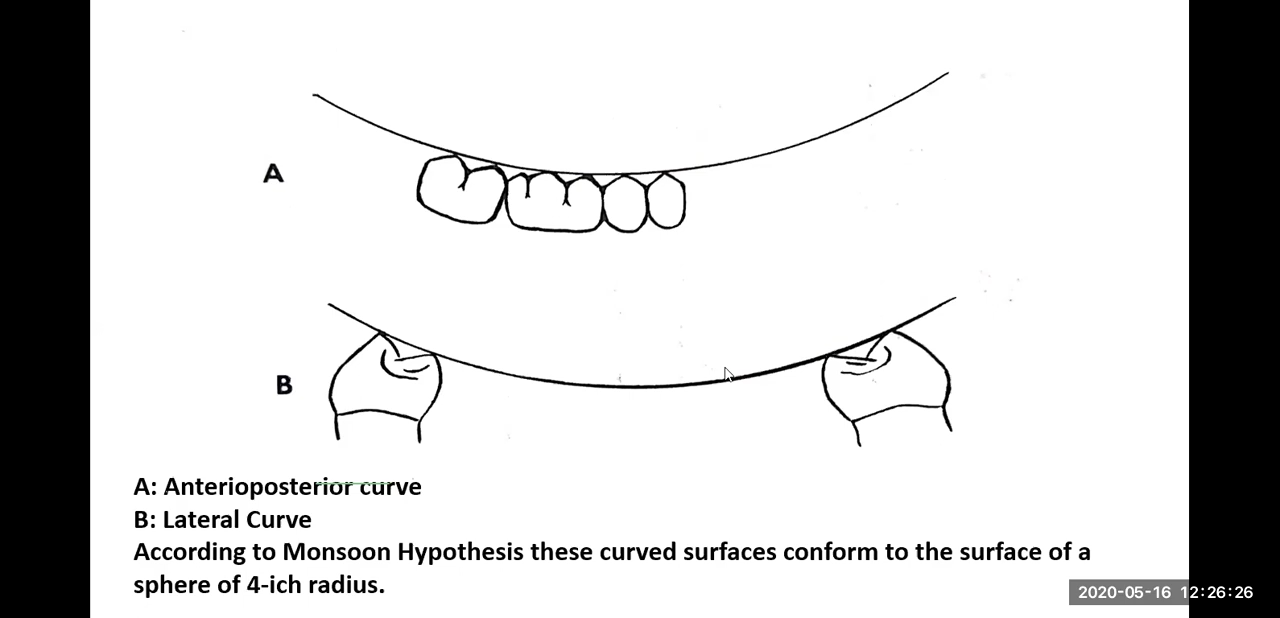 A
B
A: Anterioposterior curve
B: Lateral Curve
According to Monsoon Hypothesis these curved surfaces conform to the surface of a
sphere of 4-ich radius.
2020-05-16 12:26:26